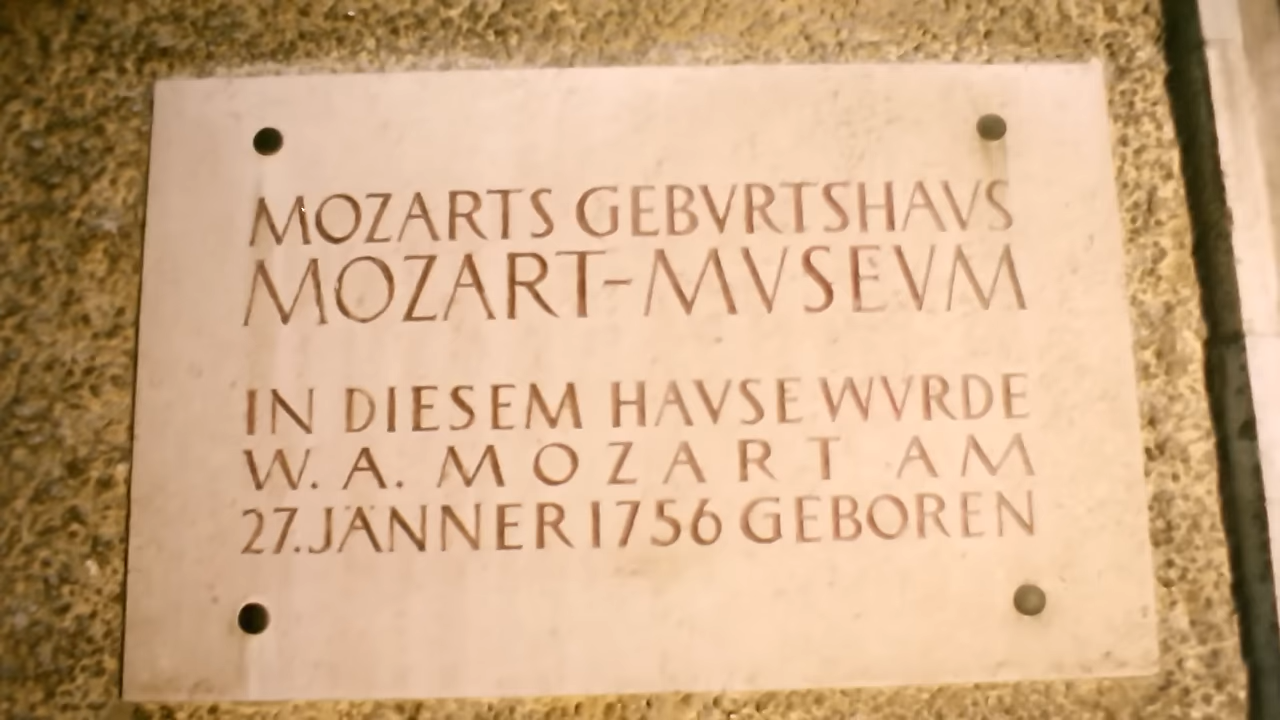 MOZARTS GEBVRTSHAVS
MOZART-MVSEVM
IN DIESEM HAVSE WVRDE
W. A. MOZART AM
27. JÄNNER 1756 GEBOREN